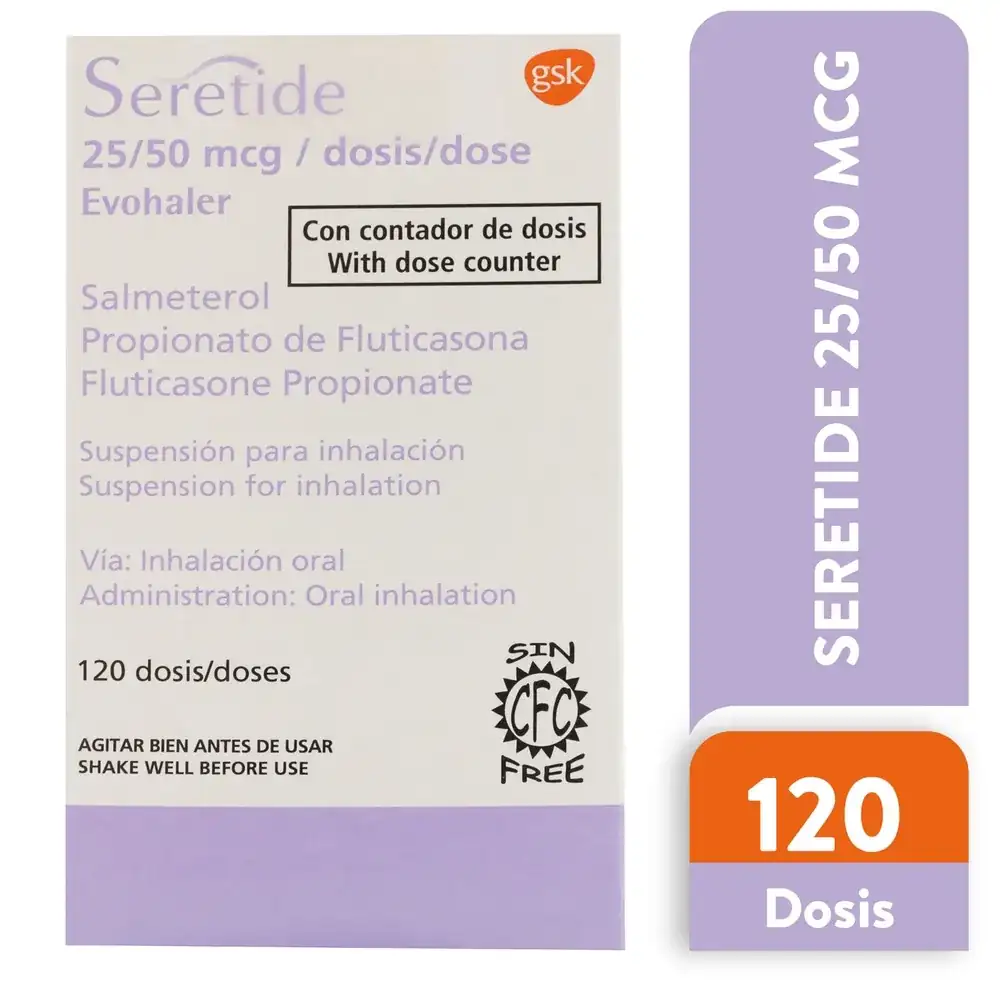 Seretide
gsk
25/50 mcg / dosis/dose
Evohaler
Con contador de dosis
With dose counter
Salmeterol
Propionato de Fluticasona
Fluticasone Propionate
Suspensión para inhalación
Suspension for inhalation
Vía: Inhalación oral
Administration: Oral inhalation
120 dosis/doses
SIN
CFC
FREE
AGITAR BIEN ANTES DE USAR
SHAKE WELL BEFORE USE
SERETIDE 25/50 MCG
120
Dosis